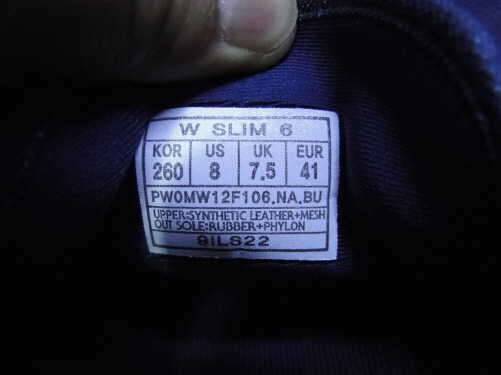 W SLIM 6
KOR US UK EUR
260 8 7.5 41
PW0MW12F106.NA.BU
UPPER:SYNTHETIC LEATHER+MESH
OUT SOLE:RUBBER+PHYLON
9ILS22